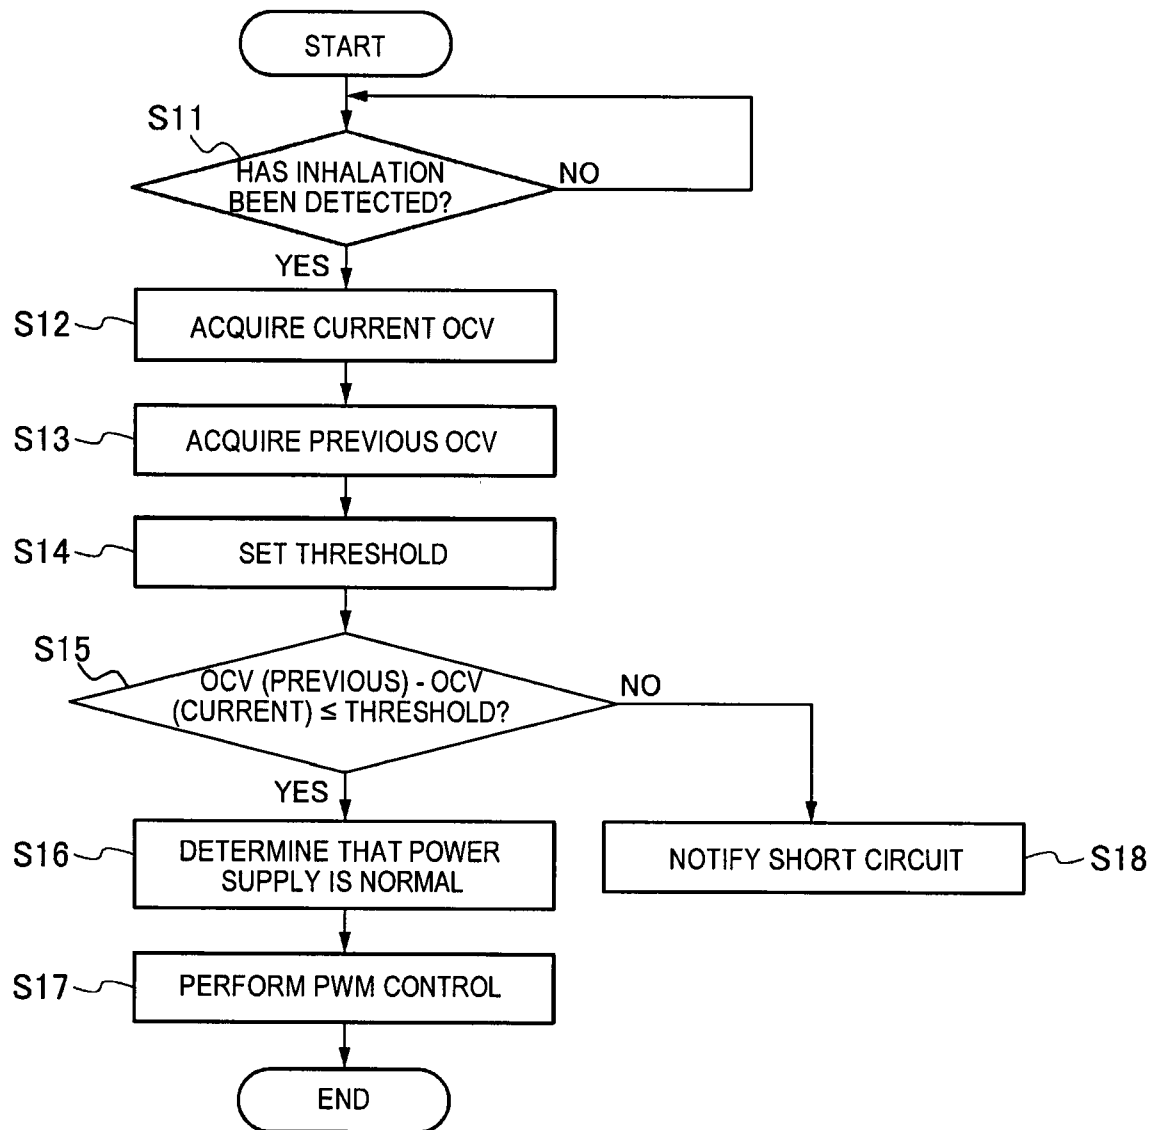 START
S11
HAS INHALATION
BEEN DETECTED?
NO
YES
S12
ACQUIRE CURRENT OCV
S13
ACQUIRE PREVIOUS OCV
S14
SET THRESHOLD
S15
OCV (PREVIOUS) - OCV
(CURRENT) ≤ THRESHOLD?
NO
YES
S16
DETERMINE THAT POWER
SUPPLY IS NORMAL
NOTIFY SHORT CIRCUIT
S18
S17
PERFORM PWM CONTROL
END